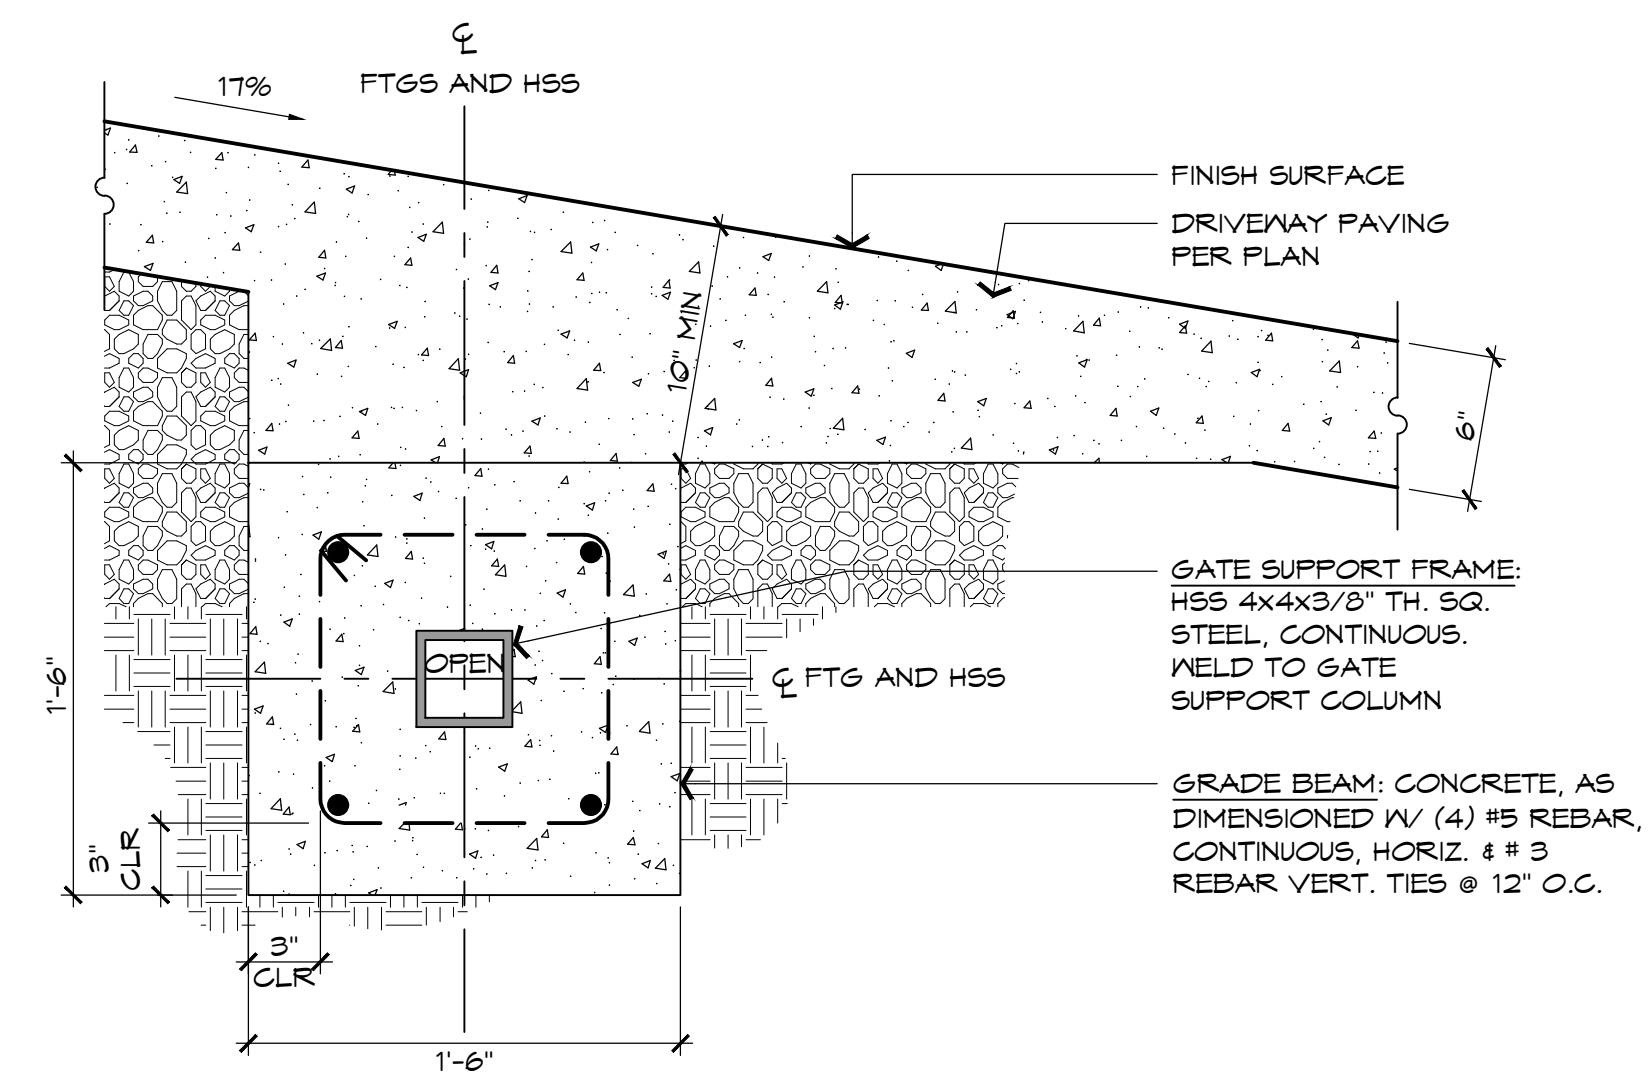 ℄
FTGS AND HSS
17%
FINISH SURFACE
DRIVEWAY PAVING
PER PLAN
10" MIN
6"
GATE SUPPORT FRAME:
HSS 4x4x3/8" TH. SQ.
STEEL, CONTINUOUS.
WELD TO GATE
SUPPORT COLUMN
OPEN
℄ FTG AND HSS
1'-6"
GRADE BEAM: CONCRETE, AS
DIMENSIONED W/ (4) #5 REBAR,
CONTINUOUS, HORIZ. & # 3
REBAR VERT. TIES @ 12" O.C.
3"
CLR
3"
CLR
1'-6"